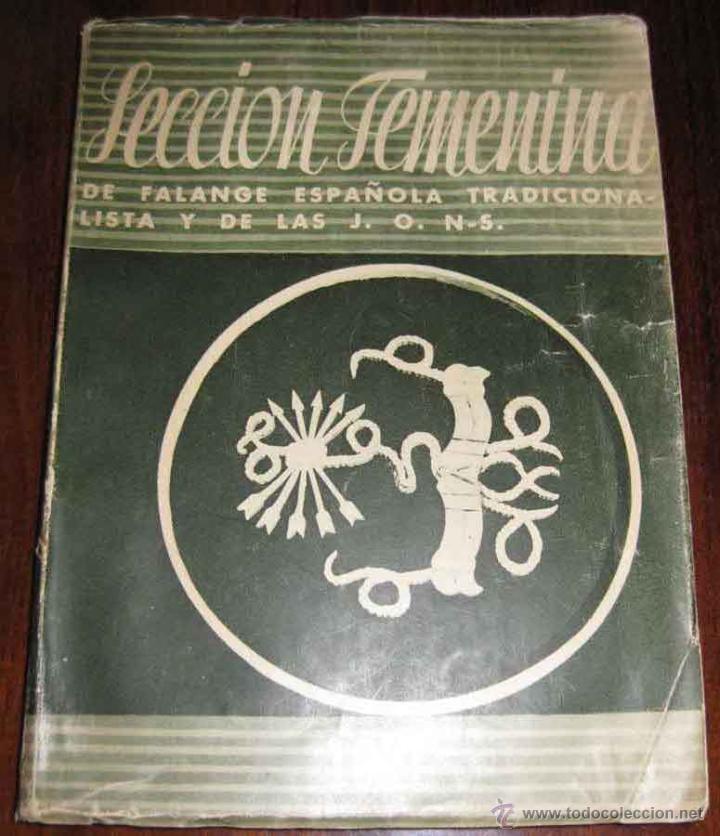 Seccion Femenina
DE FALANGE ESPAÑOLA TRADICIONA-
LISTA Y DE LAS J. O. N-S.
www.todocoleccion.net